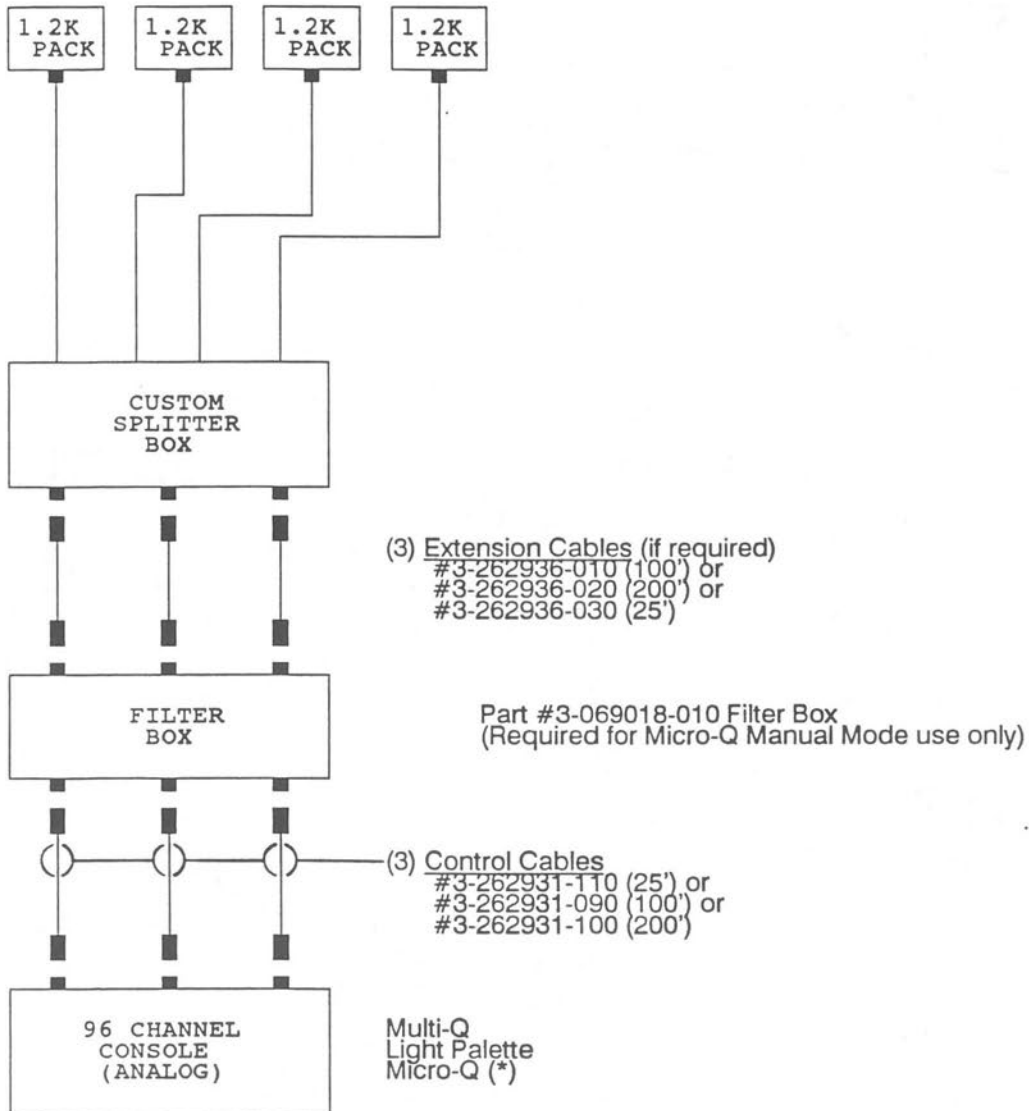 1.2K
PACK
1.2K
PACK
1.2K
PACK
1.2K
PACK
CUSTOM
SPLITTER
BOX
(3) Extension Cables (if required)
#3-262936-010 (100') or
#3-262936-020 (200') or
#3-262936-030 (25')
FILTER
BOX
Part #3-069018-010 Filter Box
(Required for Micro-Q Manual Mode use only)
(3) Control Cables
#3-262931-110 (25') or
#3-262931-090 (100') or
#3-262931-100 (200')
96 CHANNEL
CONSOLE
(ANALOG)
Multi-Q
Light Palette
Micro-Q (*)